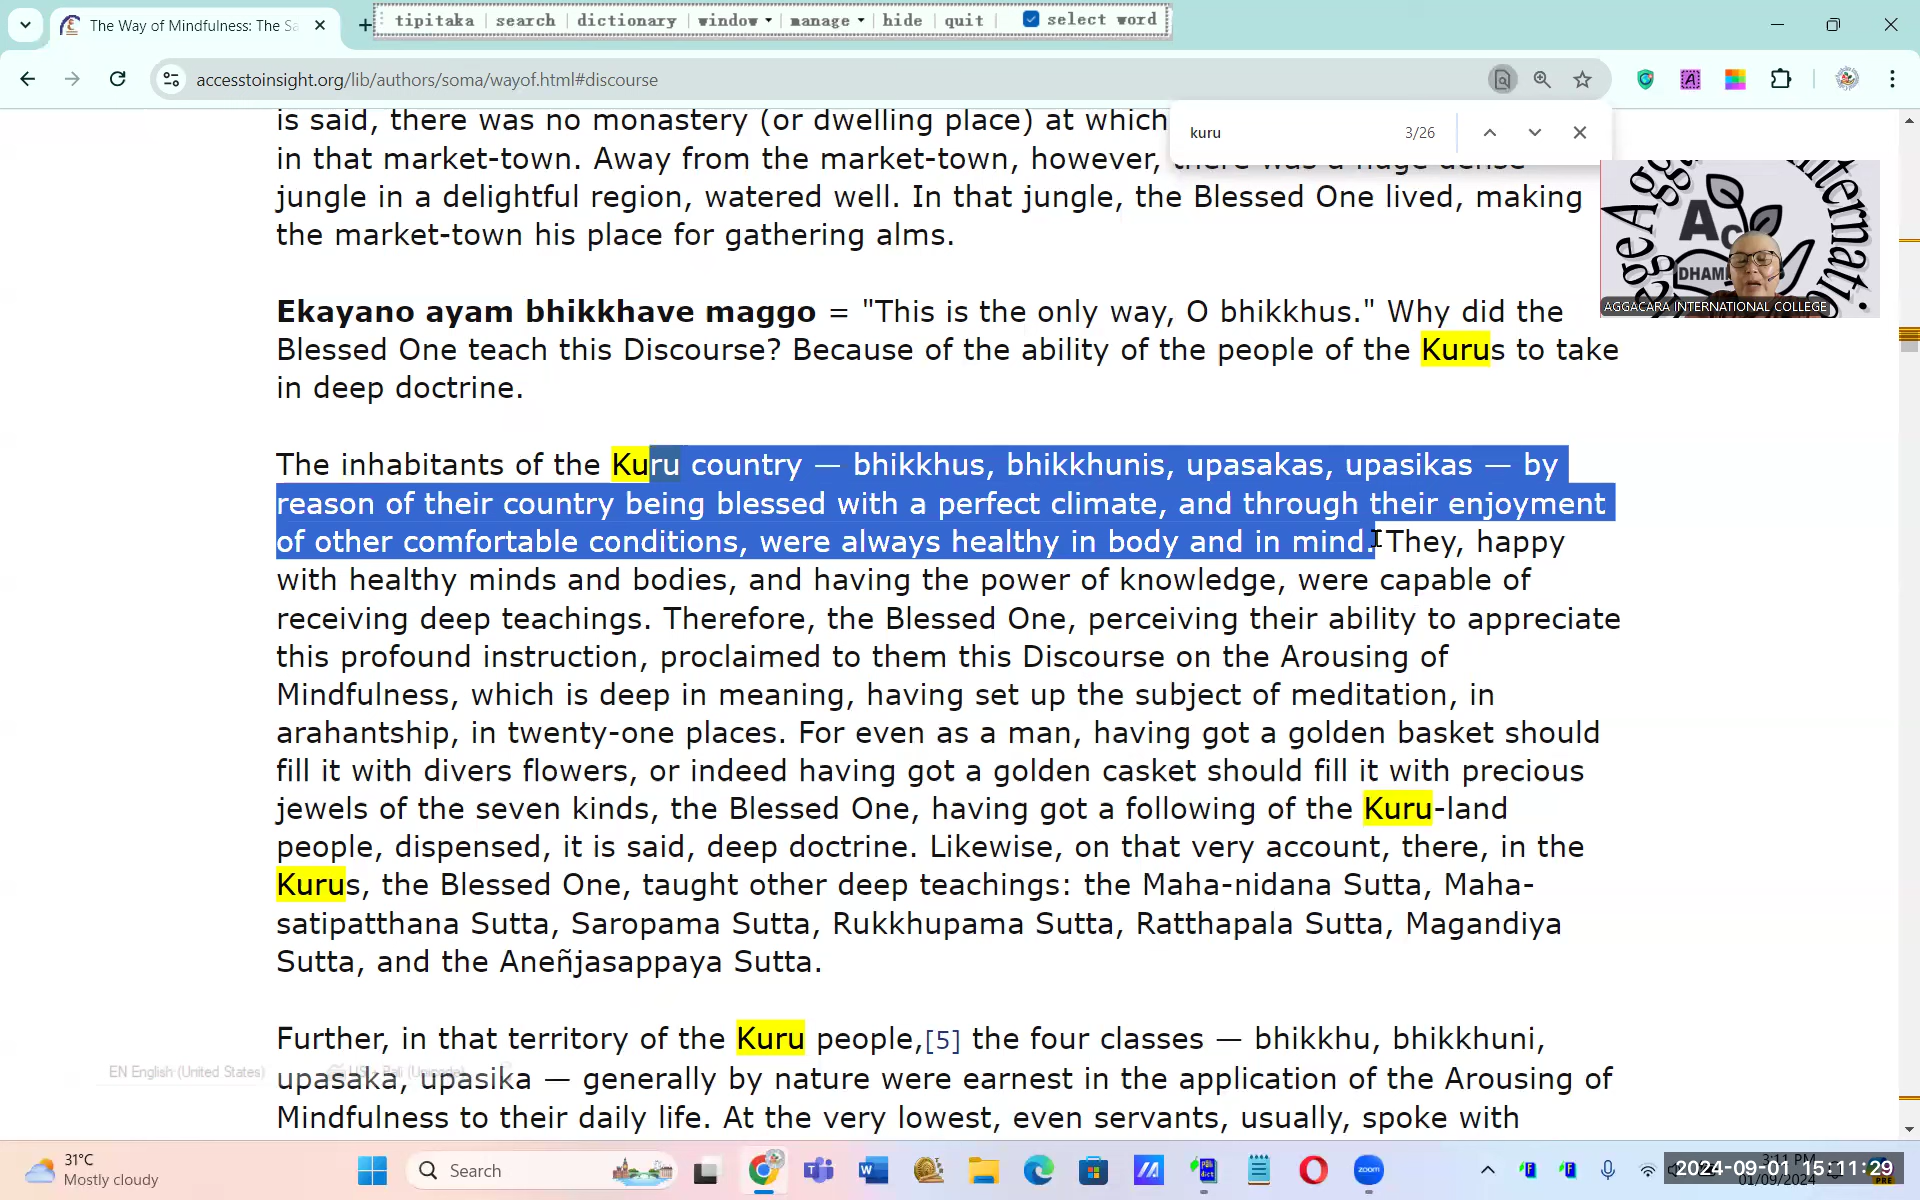 The Way of Mindfulness: The Sa
tipitaka | search | dictionary | window | manage | hide | quit | select word
accesstoinsight.org/lib/authors/soma/wayof.html#discourse
kuru 3/26
is said, there was no monastery (or dwelling place) at which
in that market-town. Away from the market-town, however, there was a huge dense
jungle in a delightful region, watered well. In that jungle, the Blessed One lived, making
the market-town his place for gathering alms.
AGGACARA INTERNATIONAL COLLEGE
Ekayano ayam bhikkhave maggo = "This is the only way, O bhikkhus." Why did the
Blessed One teach this Discourse? Because of the ability of the people of the Kurus to take
in deep doctrine.
The inhabitants of the Kuru country — bhikkhus, bhikkhunis, upasakas, upasikas — by
reason of their country being blessed with a perfect climate, and through their enjoyment
of other comfortable conditions, were always healthy in body and in mind. They, happy
with healthy minds and bodies, and having the power of knowledge, were capable of
receiving deep teachings. Therefore, the Blessed One, perceiving their ability to appreciate
this profound instruction, proclaimed to them this Discourse on the Arousing of
Mindfulness, which is deep in meaning, having set up the subject of meditation, in
arahantship, in twenty-one places. For even as a man, having got a golden basket should
fill it with divers flowers, or indeed having got a golden casket should fill it with precious
jewels of the seven kinds, the Blessed One, having got a following of the Kuru-land
people, dispensed, it is said, deep doctrine. Likewise, on that very account, there, in the
Kurus, the Blessed One, taught other deep teachings: the Maha-nidana Sutta, Maha-
satipatthana Sutta, Saropama Sutta, Rukkhupama Sutta, Ratthapala Sutta, Magandiya
Sutta, and the Aneñjasappaya Sutta.
Further, in that territory of the Kuru people,[5] the four classes — bhikkhu, bhikkhuni,
EN English (United States)
upasaka, upasika — generally by nature were earnest in the application of the Arousing of
Mindfulness to their daily life. At the very lowest, even servants, usually, spoke with
31°C
Mostly cloudy
Search
zoom
2024-09-01 15:11:29
01/09/2024